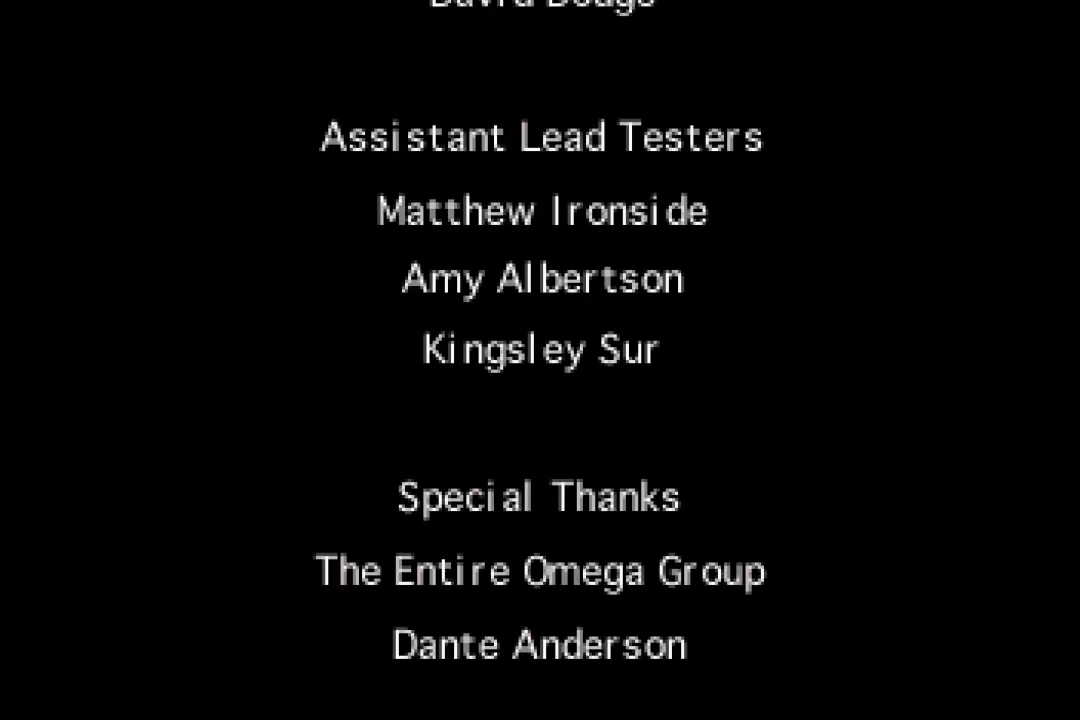 Assistant Lead Testers
Matthew Ironside
Amy Albertson
Kingsley Sur
Special Thanks
The Entire Omega Group
Dante Anderson